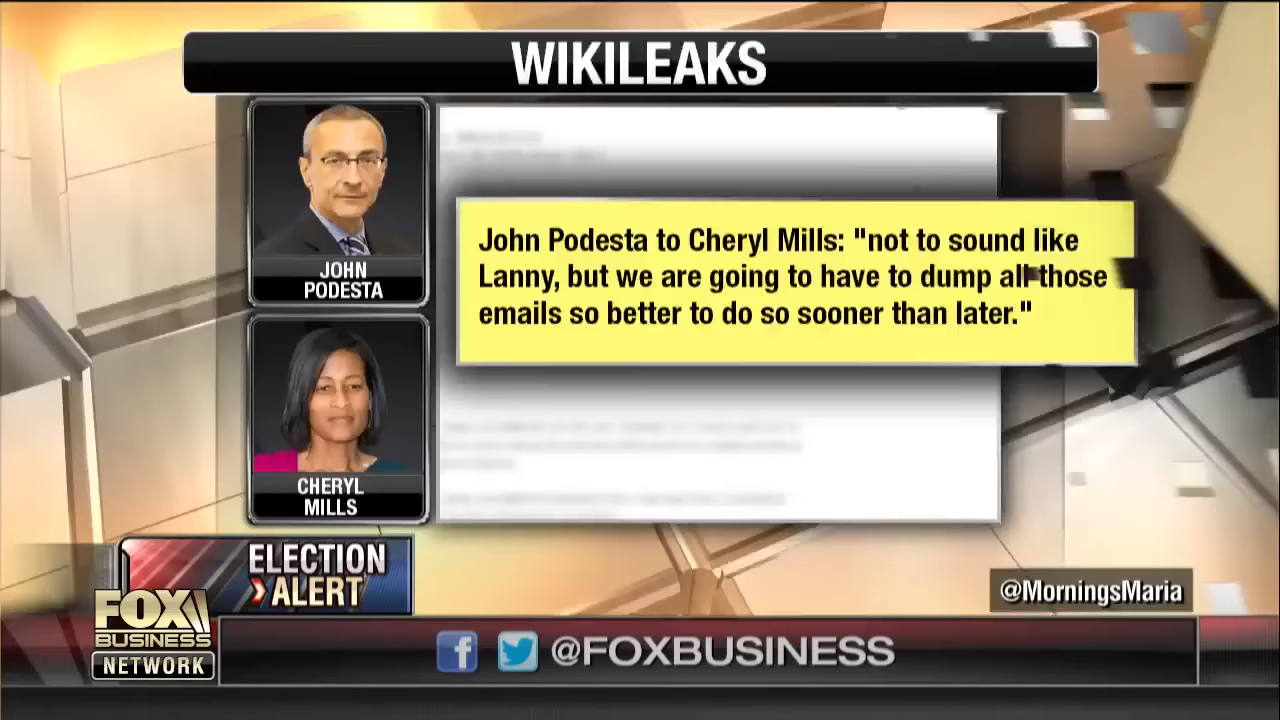 WIKILEAKS
JOHN
PODESTA
John Podesta to Cheryl Mills: "not to sound like
Lanny, but we are going to have to dump all those
emails so better to do so sooner than later."
CHERYL
MILLS
ELECTION
ALERT
@MorningsMaria
FOX
BUSINESS
NETWORK
f @FOXBUSINESS